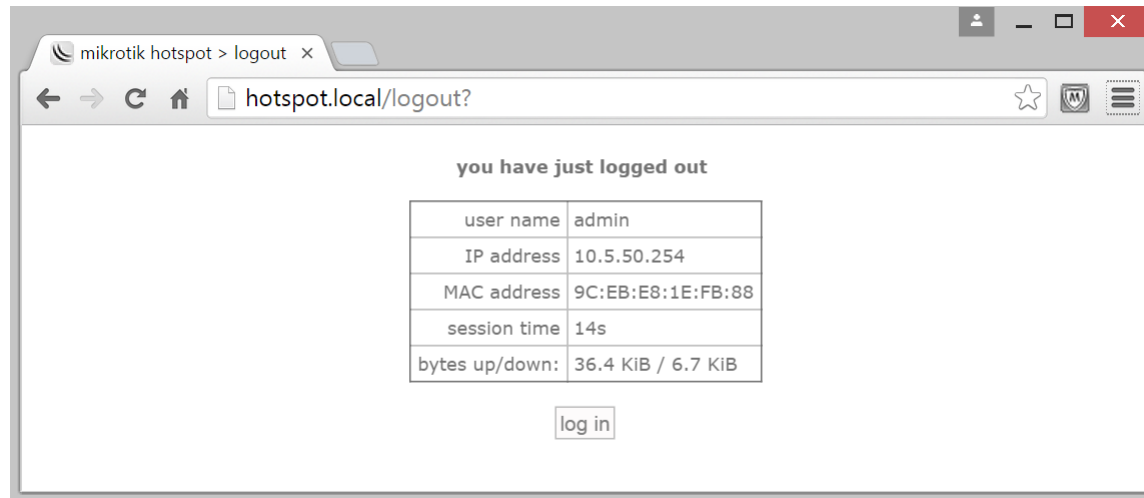 mikrotik hotspot > logout
hotspot.local/logout?
you have just logged out
user name admin
IP address 10.5.50.254
MAC address 9C:EB:E8:1E:FB:88
session time 14s
bytes up/down: 36.4 KiB / 6.7 KiB
log in